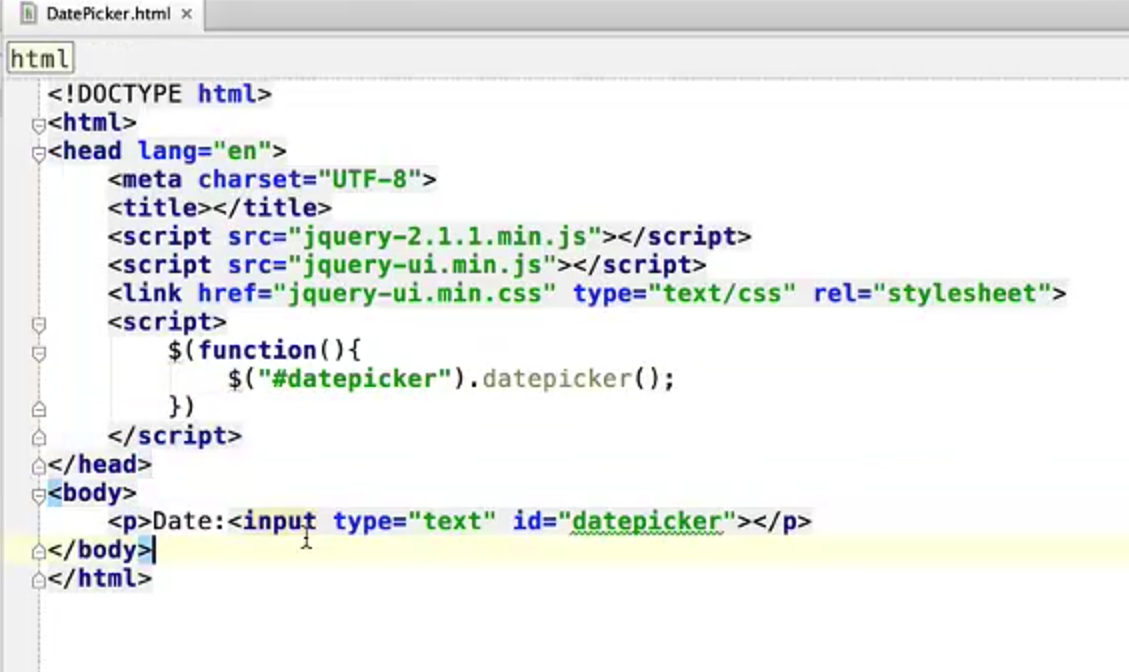 DatePicker.html
html
<!DOCTYPE html>
<html>
<head lang="en">
    <meta charset="UTF-8">
    <title></title>
    <script src="jquery-2.1.1.min.js"></script>
    <script src="jquery-ui.min.js"></script>
    <link href="jquery-ui.min.css" type="text/css" rel="stylesheet">
    <script>
        $(function(){
            $("#datepicker").datepicker();
        })
    </script>
</head>
<body>
    <p>Date:<input type="text" id="datepicker"></p>
</body>
</html>